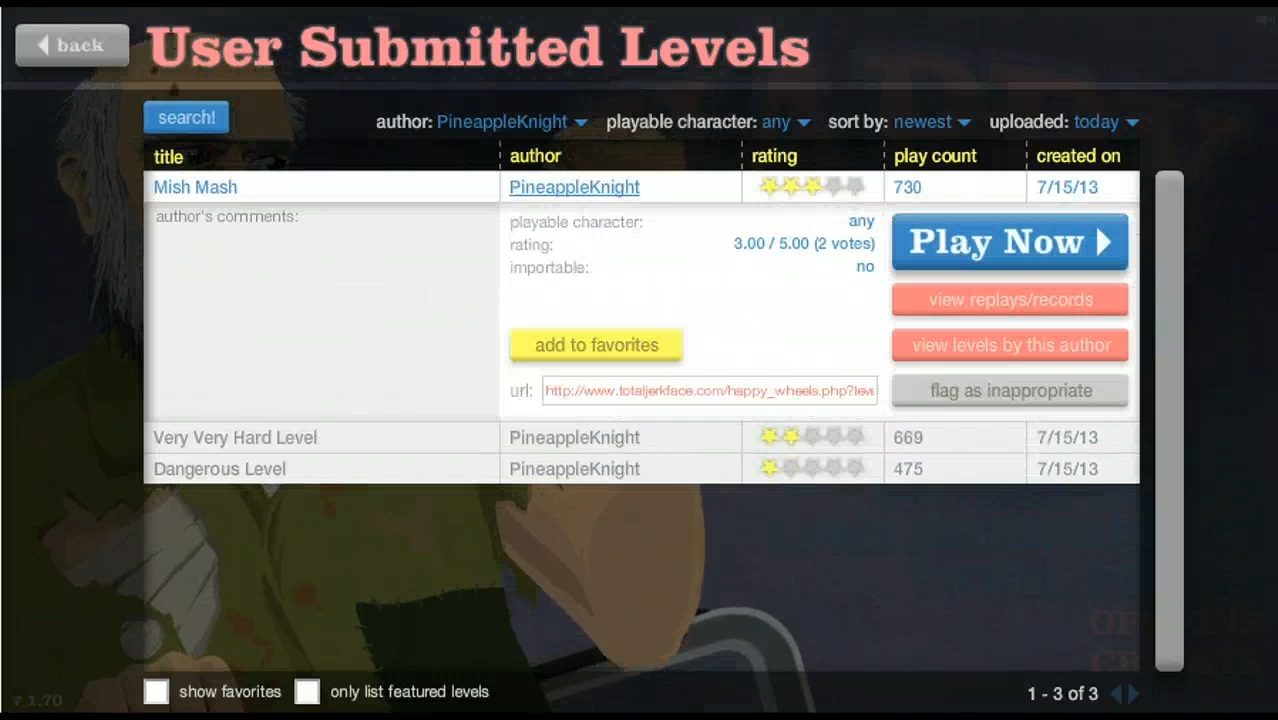 back
User Submitted Levels
search!
author: PineappleKnight playable character: any sort by: newest uploaded: today
title author rating play count created on
Mish Mash PineappleKnight 730 7/15/13
author's comments:
playable character: any
rating: 3.00 / 5.00 (2 votes)
importable: no
Play Now
view replays/records
add to favorites
view levels by this author
url: http://www.totaljerkface.com/happy_wheels.php?leve
flag as inappropriate
Very Very Hard Level PineappleKnight 669 7/15/13
Dangerous Level PineappleKnight 475 7/15/13
show favorites only list featured levels
1 - 3 of 3
7 1.70